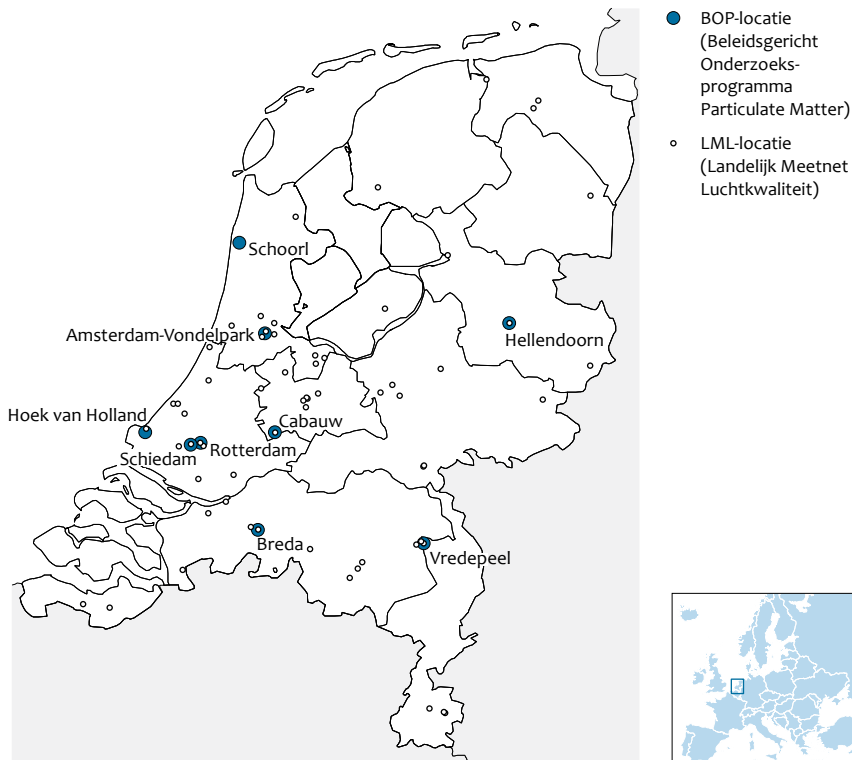 BOP-locatie
(Beleidsgericht
Onderzoeks-
programma
Particulate Matter)
LML-locatie
(Landelijk Meetnet
Luchtkwaliteit)
Schoorl
Amsterdam-Vondelpark
Hellendoorn
Hoek van Holland
Cabauw
Rotterdam
Schiedam
Breda
Vredepeel